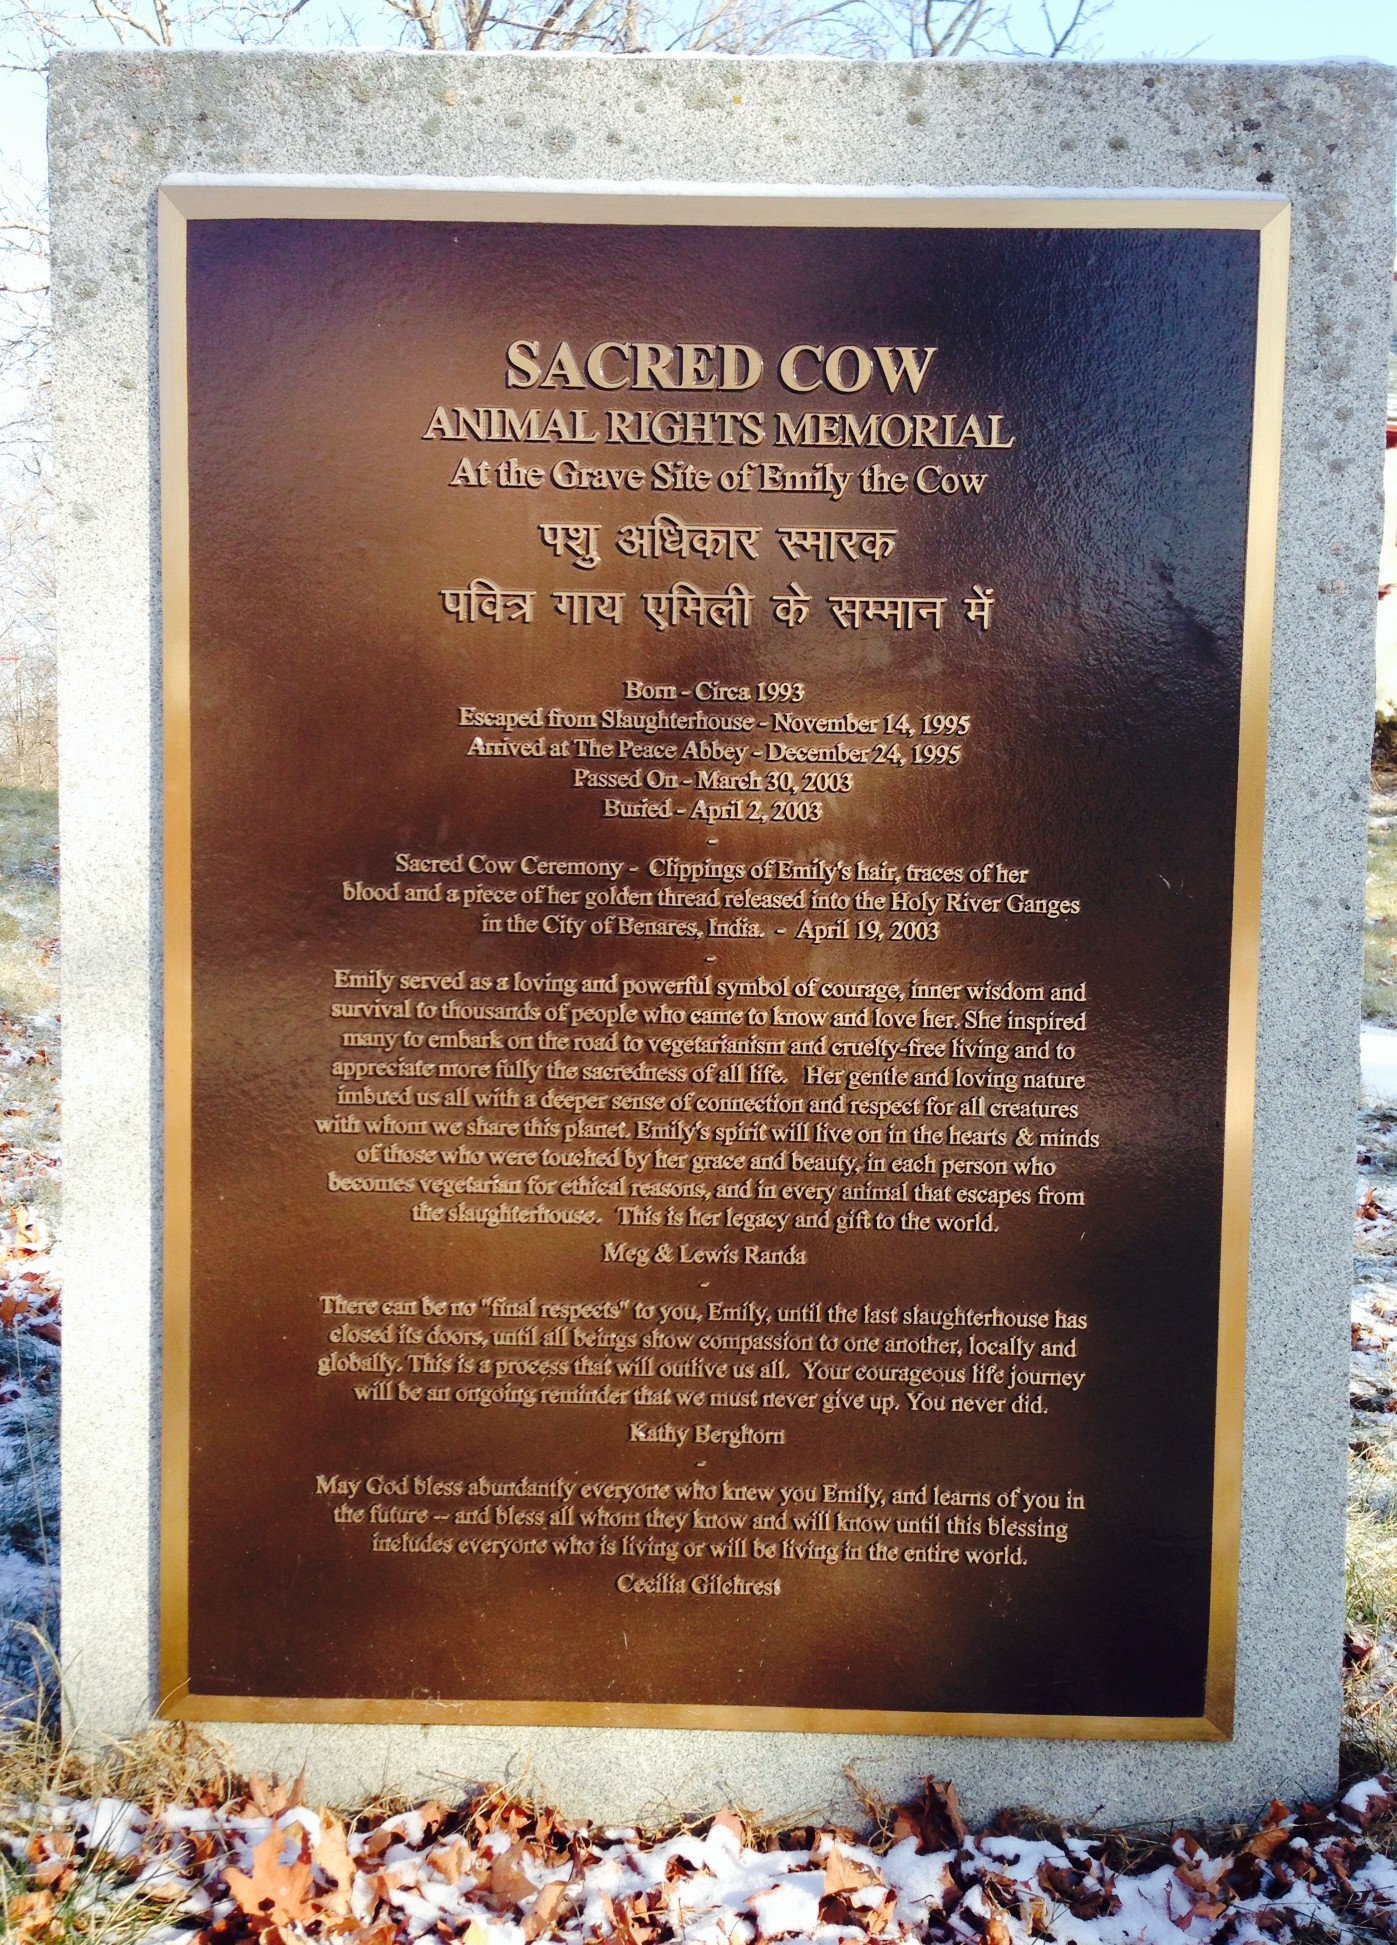 SACRED COW
ANIMAL RIGHTS MEMORIAL
At the Grave Site of Emily the Cow
पशु अधिकार स्मारक
पवित्र गाय एमिली के सम्मान में
Born - Circa 1993
Escaped from Slaughterhouse - November 14, 1995
Arrived at The Peace Abbey - December 24, 1995
Passed On - March 30, 2003
Buried - April 2, 2003
-
Sacred Cow Ceremony - Clippings of Emily's hair, traces of her
blood and a piece of her golden thread released into the Holy River Ganges
in the City of Benares, India. - April 19, 2003
-
Emily served as a loving and powerful symbol of courage, inner wisdom and
survival to thousands of people who came to know and love her. She inspired
many to embark on the road to vegetarianism and cruelty-free living and to
appreciate more fully the sacredness of all life. Her gentle and loving nature
imbued us all with a deeper sense of connection and respect for all creatures
with whom we share this planet. Emily's spirit will live on in the hearts & minds
of those who were touched by her grace and beauty, in each person who
becomes vegetarian for ethical reasons, and in every animal that escapes from
the slaughterhouse. This is her legacy and gift to the world.
Meg & Lewis Randa
-
There can be no "final respects" to you, Emily, until the last slaughterhouse has
closed its doors, until all beings show compassion to one another, locally and
globally. This is a process that will outlive us all. Your courageous life journey
will be an ongoing reminder that we must never give up. You never did.
Kathy Berghorn
-
May God bless abundantly everyone who knew you Emily, and learns of you in
the future -- and bless all whom they know and will know until this blessing
includes everyone who is living or will be living in the entire world.
Cecilia Gilchrest